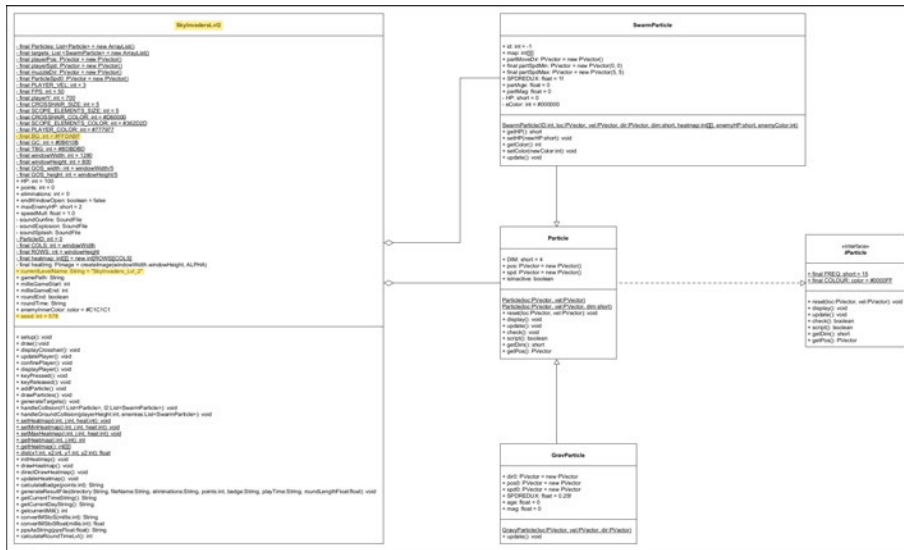 SkyInvadersLvl2
- final Particles: List<Particle> = new ArrayList()
- final targets: List <SwarmParticle> = new ArrayList()
- final playerPos: PVector = new PVector()
- final playerSpd: PVector = new PVector()
- final muzzleDir: PVector = new PVector()
- final ParticleSpd0: PVector = new PVector()
- final PLAYER_VEL: int = 3
- final FPS: int = 50
- final playerY: int = 700
- final CROSSHAIR_SIZE: int = 5
- final SCOPE_ELEMENTS_SIZE: int = 5
- final CROSSHAIR_COLOR: int =
- final SCOPE_ELEMENTS_COLOR: int =
- final PLAYER_COLOR: int =
- final BG: int =
- final GC: int =
- final TBG: int = #BDBDBD
- final windowWidth: int = 1280
- final windowHeight: int = 800
- final GOS_width: int = windowWidth/5
- final GOS_height: int = windowHeight/5
+ HP: int = 100
+ points: int = 0
+ eliminations: int = 0
+ endWindowOpen: boolean = false
+ maxEnemyHP: short = 2
+ speedMult: float = 1.0
- soundGunfire: SoundFile
- soundExplosion: SoundFile
- soundSplash: SoundFile
- ParticleID: int = 0
- final COLS: int = windowWidth
- final ROWS: int = windowHeight
- final heatmap: int[][] = new int[ROWS][COLS]
- final heatImg: PImage = createImage(windowWidth, windowHeight, ALPHA)
+ currentLevelName: String = "SkyInvaders_Lvl_2"
+ gamePath: String
+ millisGameStart: int
+ millisGameEnd: int
+ roundEnd: boolean
+ roundTime: String
+ enemyInnerColor: color = #C1C1C1
+ seed: int = 578
+ setup(): void
+ draw(): void
+ displayCrosshair(): void
+ updatePlayer(): void
+ confinePlayer(): void
+ displayPlayer(): void
+ keyPressed(): void
+ keyReleased(): void
+ addParticle(): void
+ drawParticles(): void
+ generateTargets(): void
+ handleCollision(l1:List<Particle>, l2:List<SwarmParticle>): void
+ handleGroundCollision(playerHeight:int, enemies:List<SwarmParticle>): void
+ setHeatmap(i:int, j:int, heat:int): void
+ setMinHeatmap(i:int, j:int, heat:int): void
+ setMaxHeatmap(i:int, j:int, heat:int): void
+ getHeatmap(i:int, j:int): int
+ getHeatmap(): int[][]
+ dist(x1:int, x2:int, y1:int, y2:int): float
+ initHeatmap(): void
+ drawHeatmap(): void
+ directDrawHeatmap(): void
+ updateHeatmap(): void
+ calculateBadge(points:int): String
+ generateResultFile(directory:String, fileName:String, eliminations:String, points:int, badge:String, playTime:String, roundLengthFloat:float): void
+ getCurrentTimeString(): String
+ getCurrentDayString(): String
+ getcurrentMilli(): int
+ convertMilToS(millis:int): String
+ convertMilToSfloat(millis:int): float
+ ppsAsString(ppsFloat:float): String
+ calculateRoundTimeLvl(): int
SwarmParticle
+ id: int = -1
+ map: int[][]
+ partMoveDir: PVector = new PVector()
+ final partSpdMin: PVector = new PVector(0, 0)
+ final partSpdMax: PVector = new PVector(5, 5)
+ SPDREDUX: float = 1f
+ partAge: float = 0
+ partMag: float = 0
- HP: short = 0
- eColor: int = #000000
SwarmParticle(ID:int, loc:PVector, vel:PVector, dir:PVector, dim:short, heatmap:int[][], enemyHP:short, enemyColor:int)
+ getHP(): short
+ setHP(newHP:short): void
+ getColor(): int
+ setColor(newColor:int): void
+ update(): void
Particle
+ DIM: short = 4
+ pos: PVector = new PVector()
+ spd: PVector = new PVector()
+ isInactive: boolean
Particle(loc:PVector, vel:PVector)
Particle(loc:PVector, vel:PVector, dim:short)
+ reset(loc:PVector, vel:PVector): void
+ display(): void
+ update(): void
+ check(): void
+ script(): boolean
+ getDim(): short
+ getPos(): PVector
«interface»
IParticle
+ final FREQ: short = 15
+ final COLOUR: color = #0000FF
+ reset(loc:PVector, vel:PVector): void
+ display(): void
+ update(): void
+ check(): boolean
+ script(): boolean
+ getDim(): short
+ getPos(): PVector
GravParticle
+ dir0: PVector = new PVector
+ pos0: PVector = new PVector
+ spd0: PVector = new PVector
+ SPDREDUX: float = 0.25f
+ age: float = 0
+ mag: float = 0
GravyParticle(loc:PVector, vel:PVector, dir:PVector)
+ update(): void